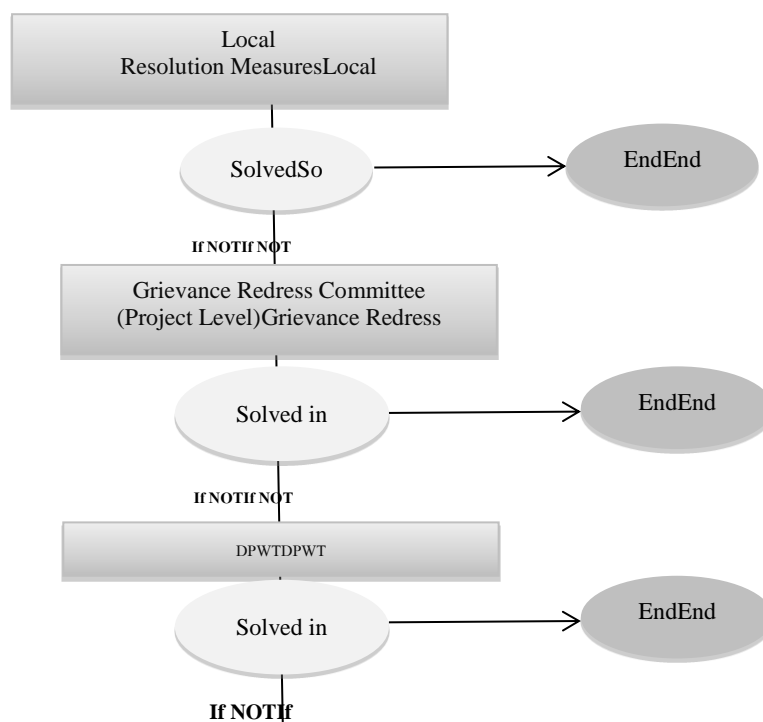 Local
Resolution MeasuresLocal
SolvedSo
EndEnd
If NOTIf NOT
Grievance Redress Committee
(Project Level)Grievance Redress
Solved in
EndEnd
If NOTIf NOT
DPWTDPWT
Solved in
EndEnd
If NOTIf